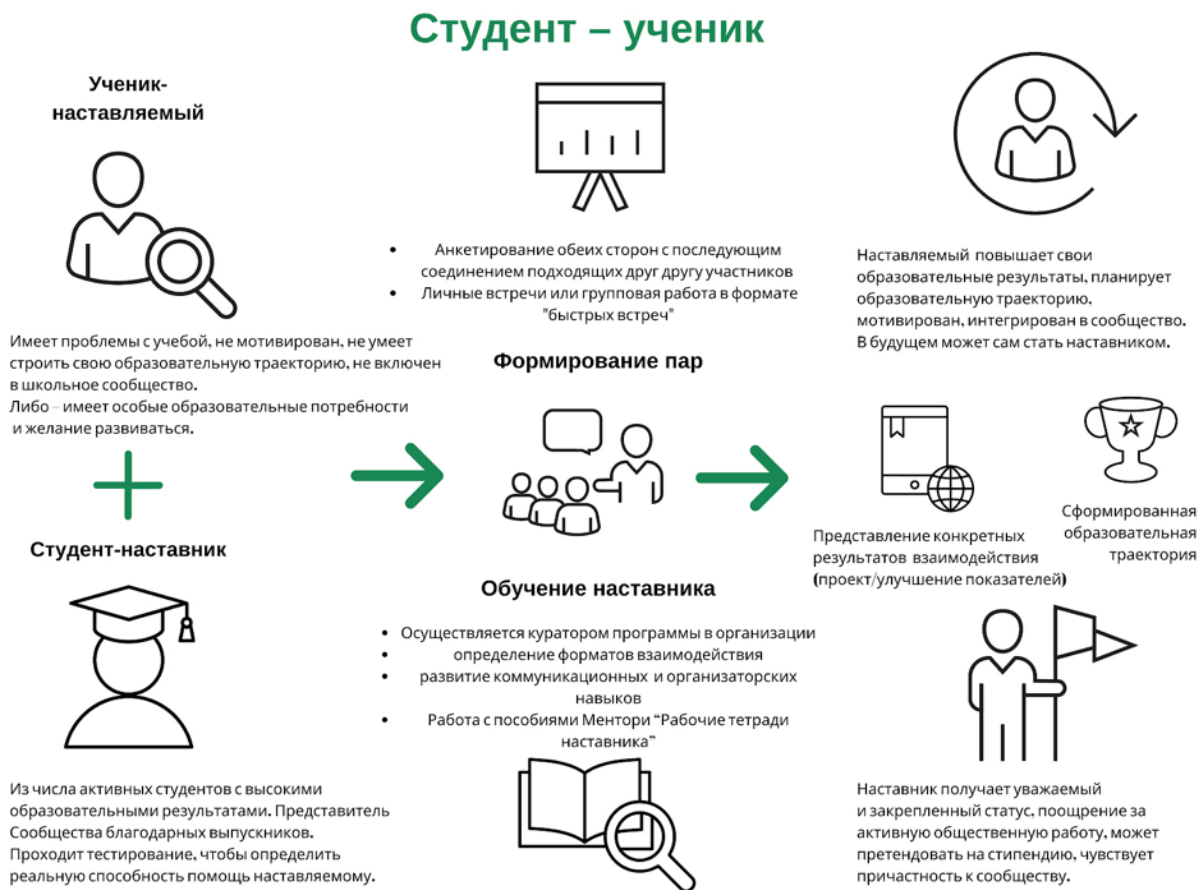 Студент – ученик
Ученик-
наставляемый
Имеет проблемы с учебой, не мотивирован, не умеет
строить свою образовательную траекторию, не включен
в школьное сообщество.
Либо – имеет особые образовательные потребности
и желание развиваться.
Студент-наставник
Из числа активных студентов с высокими
образовательными результатами. Представитель
Сообщества благодарных выпускников.
Проходит тестирование, чтобы определить
реальную способность помощь наставляемому.
• Анкетирование обеих сторон с последующим
соединением подходящих друг другу участников
• Личные встречи или групповая работа в формате
"быстрых встреч"
Формирование пар
Обучение наставника
• Осуществляется куратором программы в организации
• определение форматов взаимодействия
• развитие коммуникационных и организаторских
навыков
• Работа с пособиями Ментори “Рабочие тетради
наставника”
Наставляемый повышает свои
образовательные результаты, планирует
образовательную траекторию,
мотивирован, интегрирован в сообщество.
В будущем может сам стать наставником.
Представление конкретных
результатов взаимодействия
(проект/улучшение показателей)
Сформированная
образовательная
траектория
Наставник получает уважаемый
и закрепленный статус, поощрение за
активную общественную работу, может
претендовать на стипендию, чувствует
причастность к сообществу.